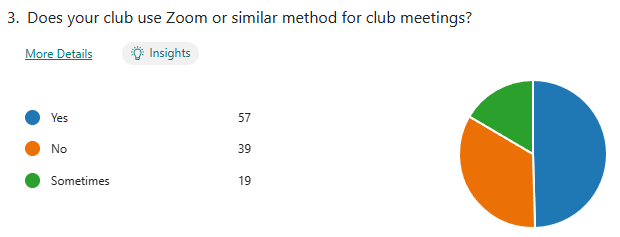 3. Does your club use Zoom or similar method for club meetings?
More Details Insights
Yes 57
No 39
Sometimes 19